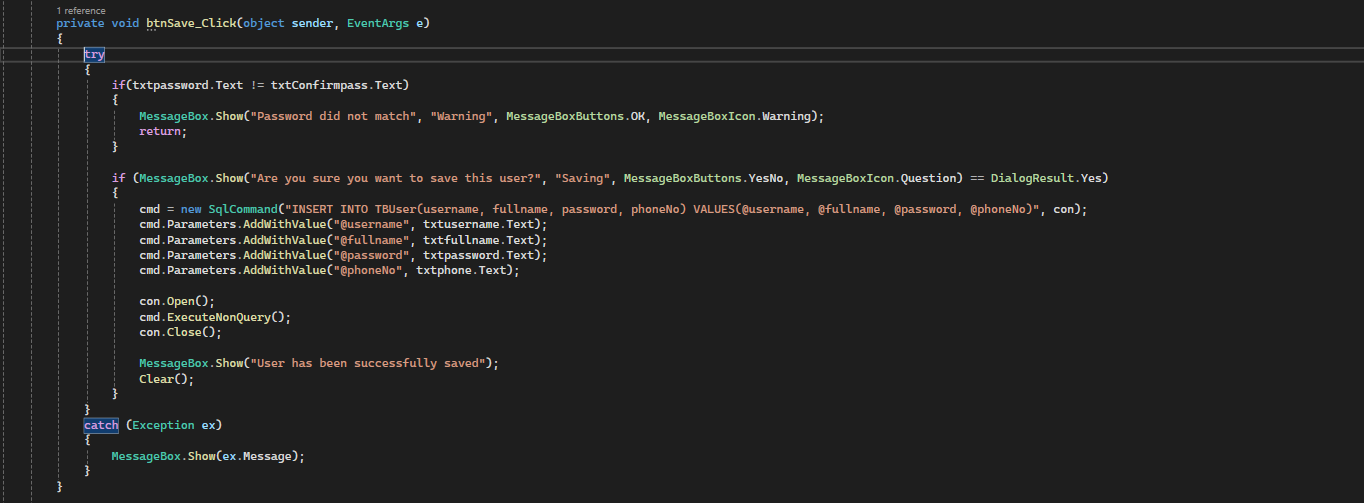 1 reference
private void btnSave_Click(object sender, EventArgs e)
{
try
{
if(txtpassword.Text != txtConfirmpass.Text)
{
MessageBox.Show("Password did not match", "Warning", MessageBoxButtons.OK, MessageBoxIcon.Warning);
return;
}
if (MessageBox.Show("Are you sure you want to save this user?", "Saving", MessageBoxButtons.YesNo, MessageBoxIcon.Question) == DialogResult.Yes)
{
cmd = new SqlCommand("INSERT INTO TBUser(username, fullname, password, phoneNo) VALUES(@username, @fullname, @password, @phoneNo)", con);
cmd.Parameters.AddWithValue("@username", txtusername.Text);
cmd.Parameters.AddWithValue("@fullname", txtfullname.Text);
cmd.Parameters.AddWithValue("@password", txtpassword.Text);
cmd.Parameters.AddWithValue("@phoneNo", txtphone.Text);
con.Open();
cmd.ExecuteNonQuery();
con.Close();
MessageBox.Show("User has been successfully saved");
Clear();
}
}
catch (Exception ex)
{
MessageBox.Show(ex.Message);
}
}